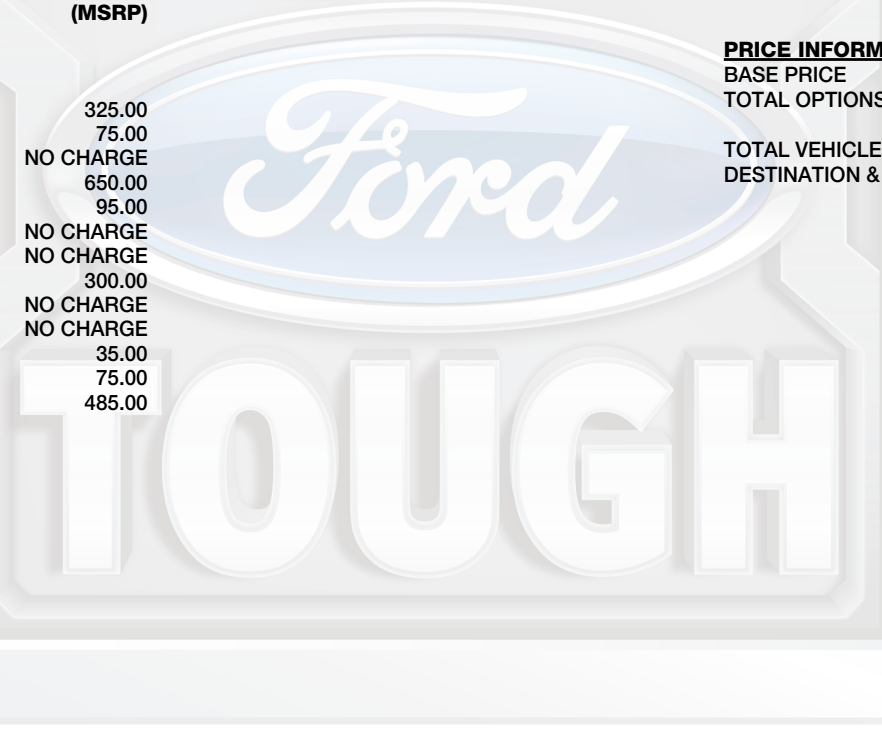 (MSRP)
325.00
75.00
NO CHARGE
650.00
95.00
NO CHARGE
NO CHARGE
300.00
NO CHARGE
NO CHARGE
35.00
75.00
485.00
PRICE INFORM
BASE PRICE
TOTAL OPTIONS
TOTAL VEHICLE
DESTINATION &
Ford
TOUGH